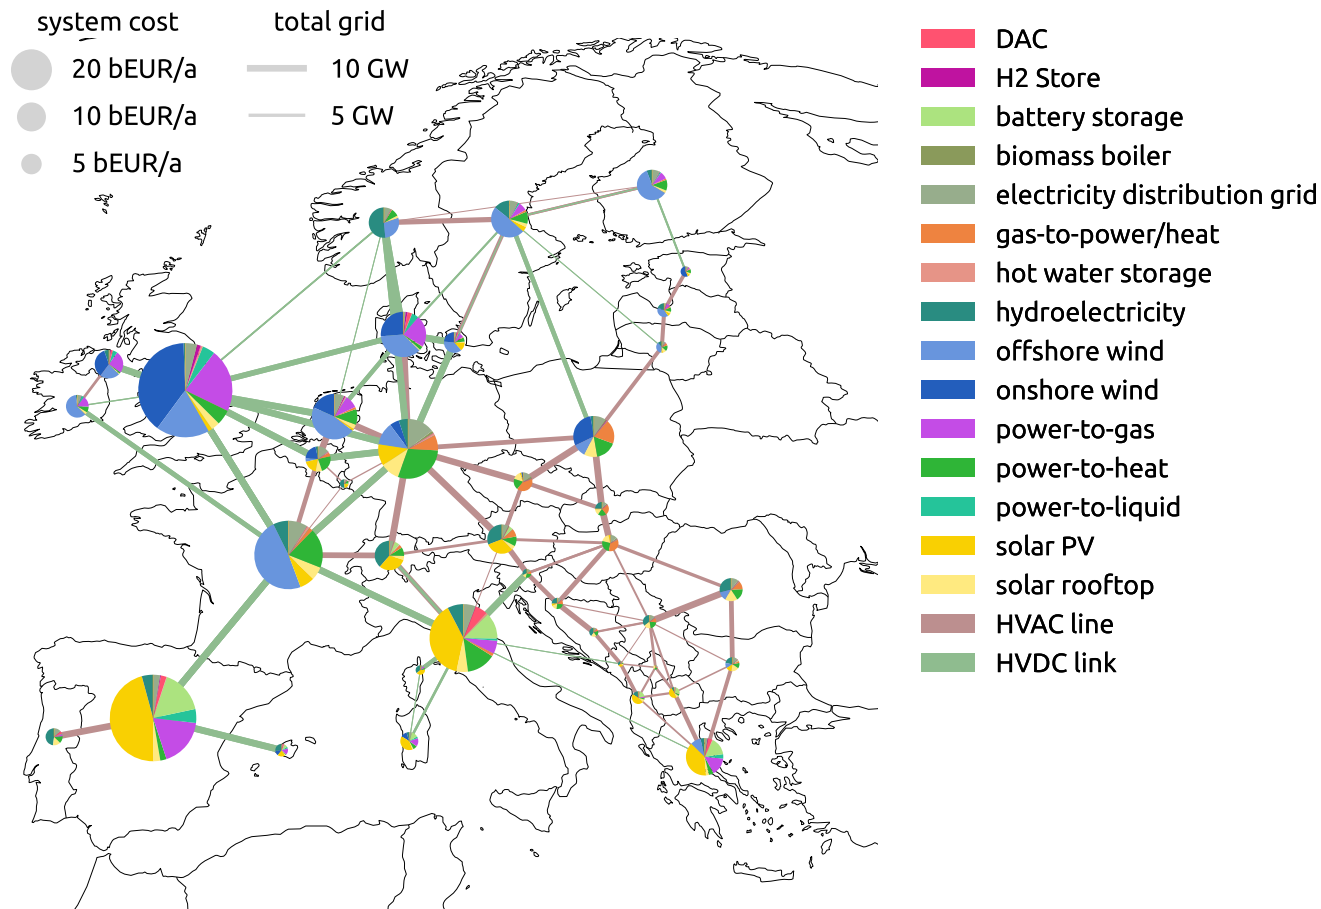 system cost
total grid
20 bEUR/a
10 GW
10 bEUR/a
5 GW
5 bEUR/a
DAC
H2 Store
battery storage
biomass boiler
electricity distribution grid
gas-to-power/heat
hot water storage
hydroelectricity
offshore wind
onshore wind
power-to-gas
power-to-heat
power-to-liquid
solar PV
solar rooftop
HVAC line
HVDC link